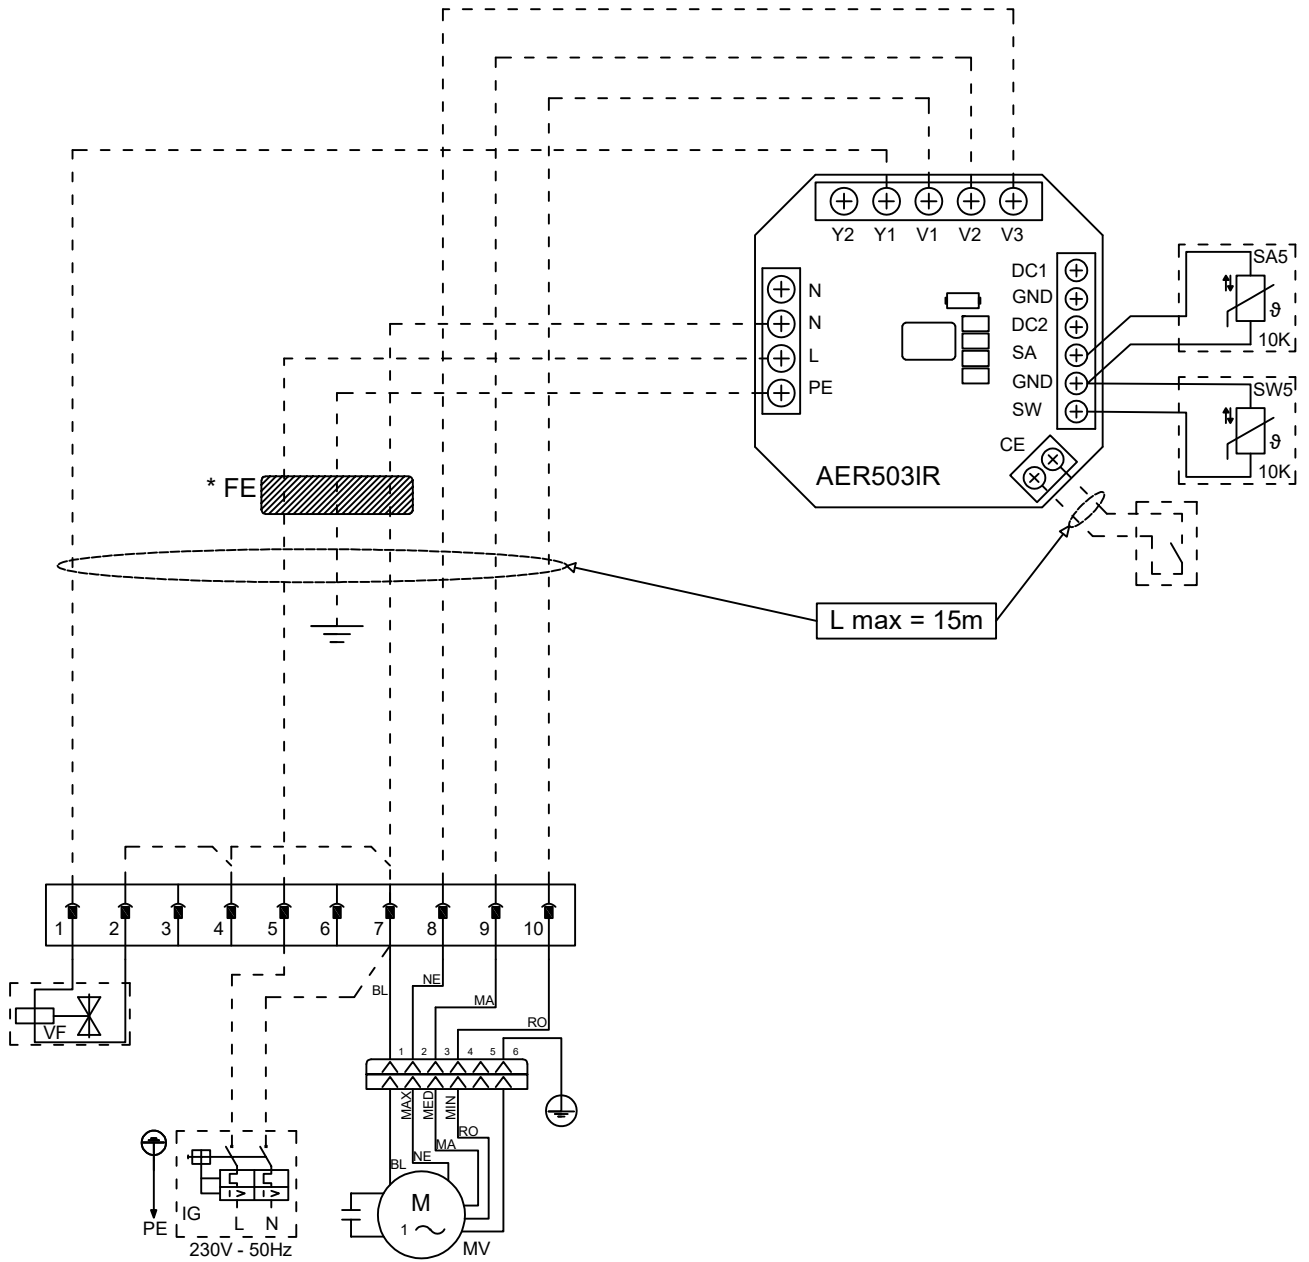 Y2 Y1 V1 V2 V3
N
N
L
PE
DC1
GND
DC2
SA
GND
SW
CE
AER503IR
SA5
ϑ
10K
SW5
ϑ
10K
* FE
L max = 15m
1 2 3 4 5 6 7 8 9 10
VF
BL
NE
MA
RO
1 2 3 4 5 6
MAX
MED
MIN
RO
MA
NE
BL
M
1
MV
PE
IG
I > I >
L N
230V - 50Hz